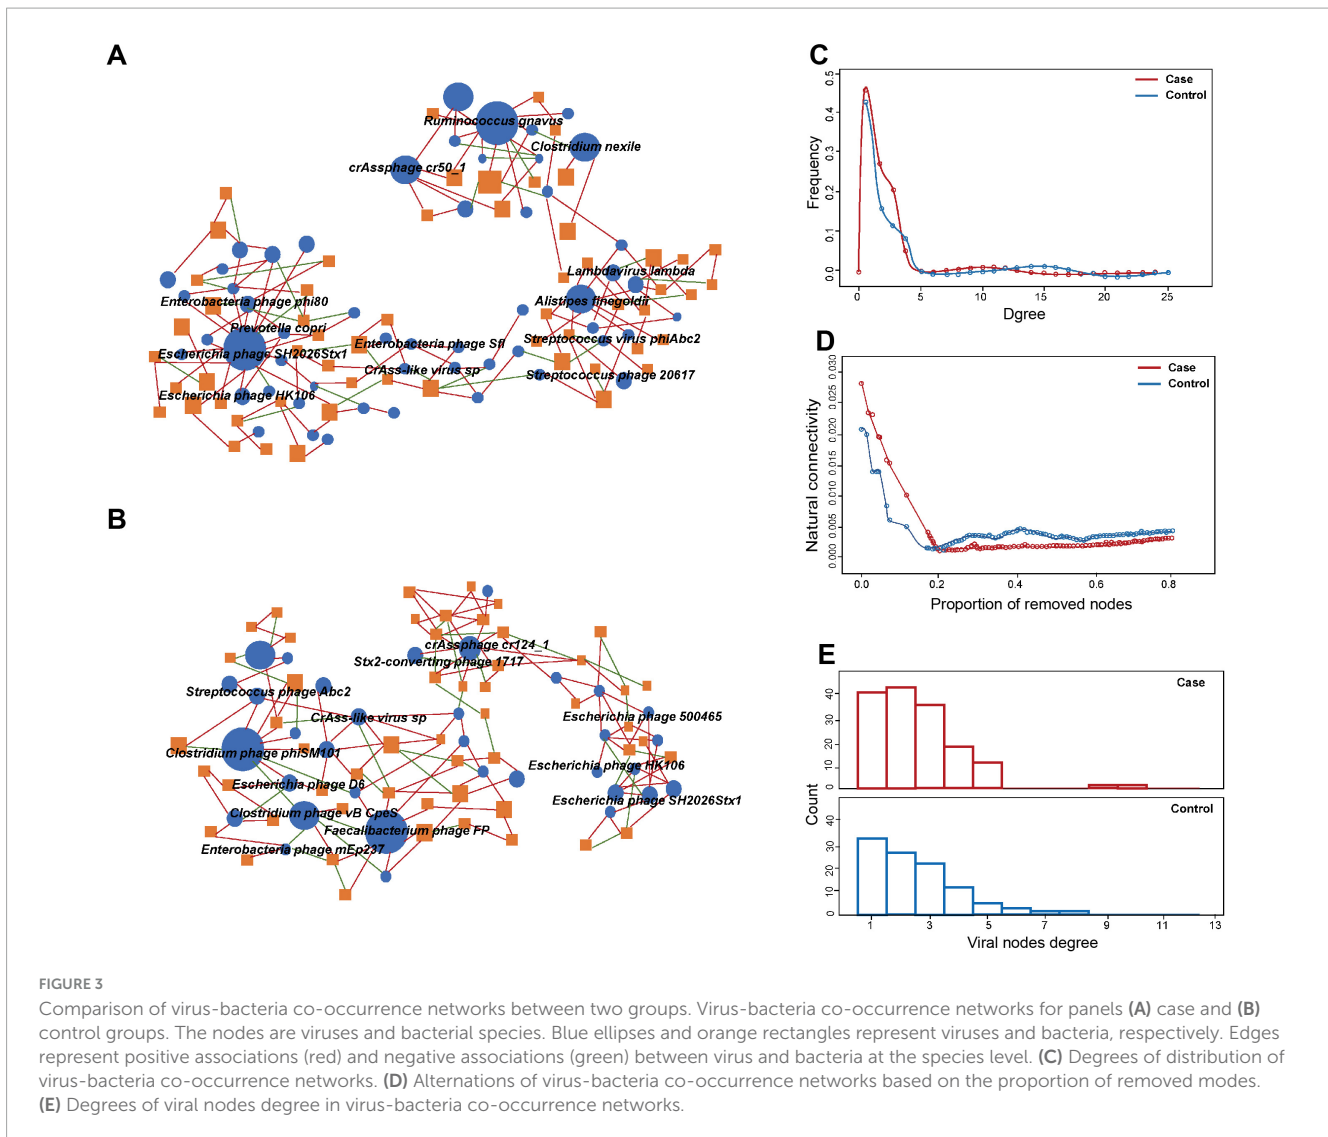 A
Ruminococcus gnavus
Clostridium nexile
crAssphage cr50_1
Lambdavirus lambda
Enterobacteria phage phi80
Alistipes finegoldii
Prevotella copri
Enterobacteria phage SfI
Streptococcus virus phiAbc2
Escherichia phage SH2026Stx1
CrAss-like virus sp
Streptococcus phage 20617
Escherichia phage HK106
B
crAssphage cr124_1
Stx2-converting phage 1717
Streptococcus phage Abc2
CrAss-like virus sp
Escherichia phage 500465
Clostridium phage phiSM101
Escherichia phage HK106
Escherichia phage D6
Escherichia phage SH2026Stx1
Clostridium phage vB CpeS
Faecalibacterium phage FP
Enterobacteria phage mEp237
C
Case
Control
Frequency
0.5
0.4
0.3
0.2
0.1
0.0
0 5 10 15 20 25
Dgree
D
Case
Control
Natural connectivity
0.030
0.025
0.020
0.015
0.010
0.005
0.000
0.0 0.2 0.4 0.6 0.8
Proportion of removed nodes
E
Case
40
30
20
10
0
Count
Control
40
30
20
10
0
1 3 5 7 9 11 13
Viral nodes degree
FIGURE 3
Comparison of virus-bacteria co-occurrence networks between two groups. Virus-bacteria co-occurrence networks for panels (A) case and (B)
control groups. The nodes are viruses and bacterial species. Blue ellipses and orange rectangles represent viruses and bacteria, respectively. Edges
represent positive associations (red) and negative associations (green) between virus and bacteria at the species level. (C) Degrees of distribution of
virus-bacteria co-occurrence networks. (D) Alternations of virus-bacteria co-occurrence networks based on the proportion of removed modes.
(E) Degrees of viral nodes degree in virus-bacteria co-occurrence networks.